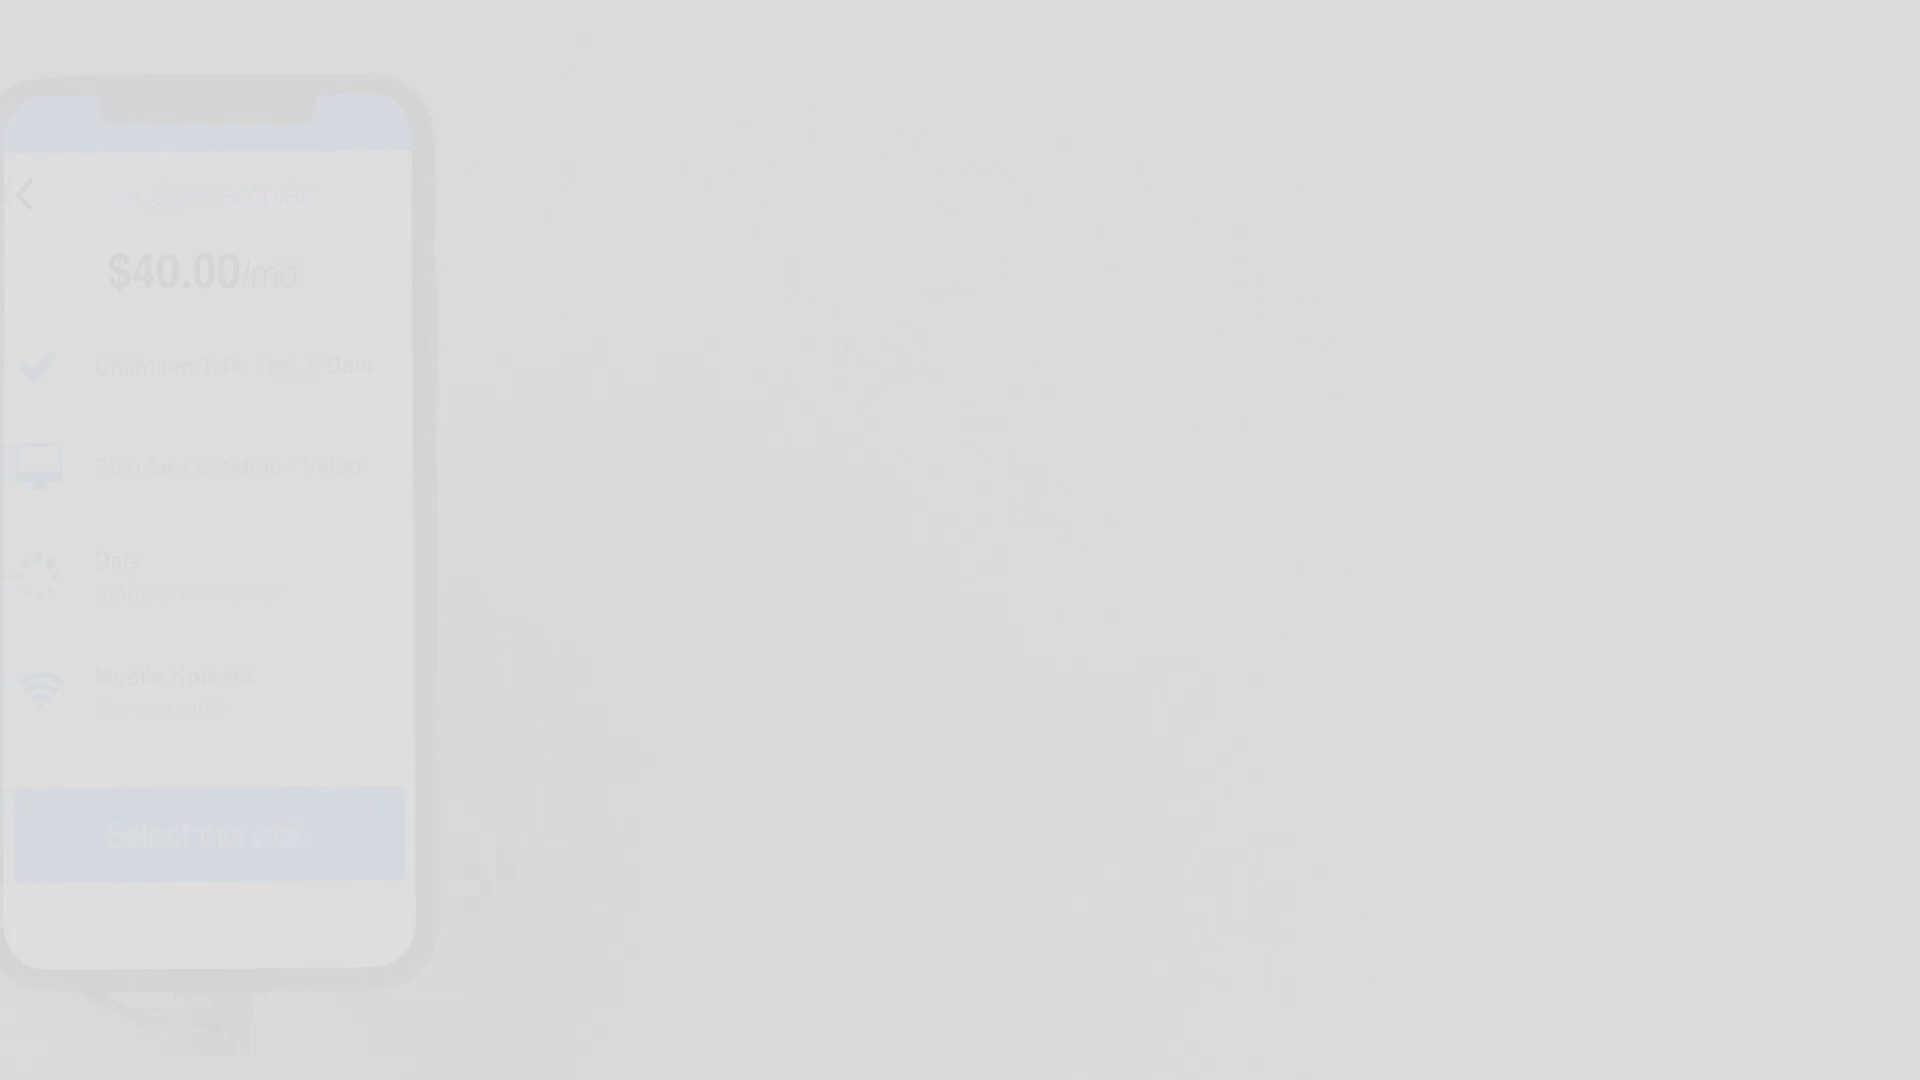 suggested plan
$40.00/mo
Unlimited Talk, Text & Data
Standard Definition Video
Data
Mobile Hotspot
Not available
Select this plan